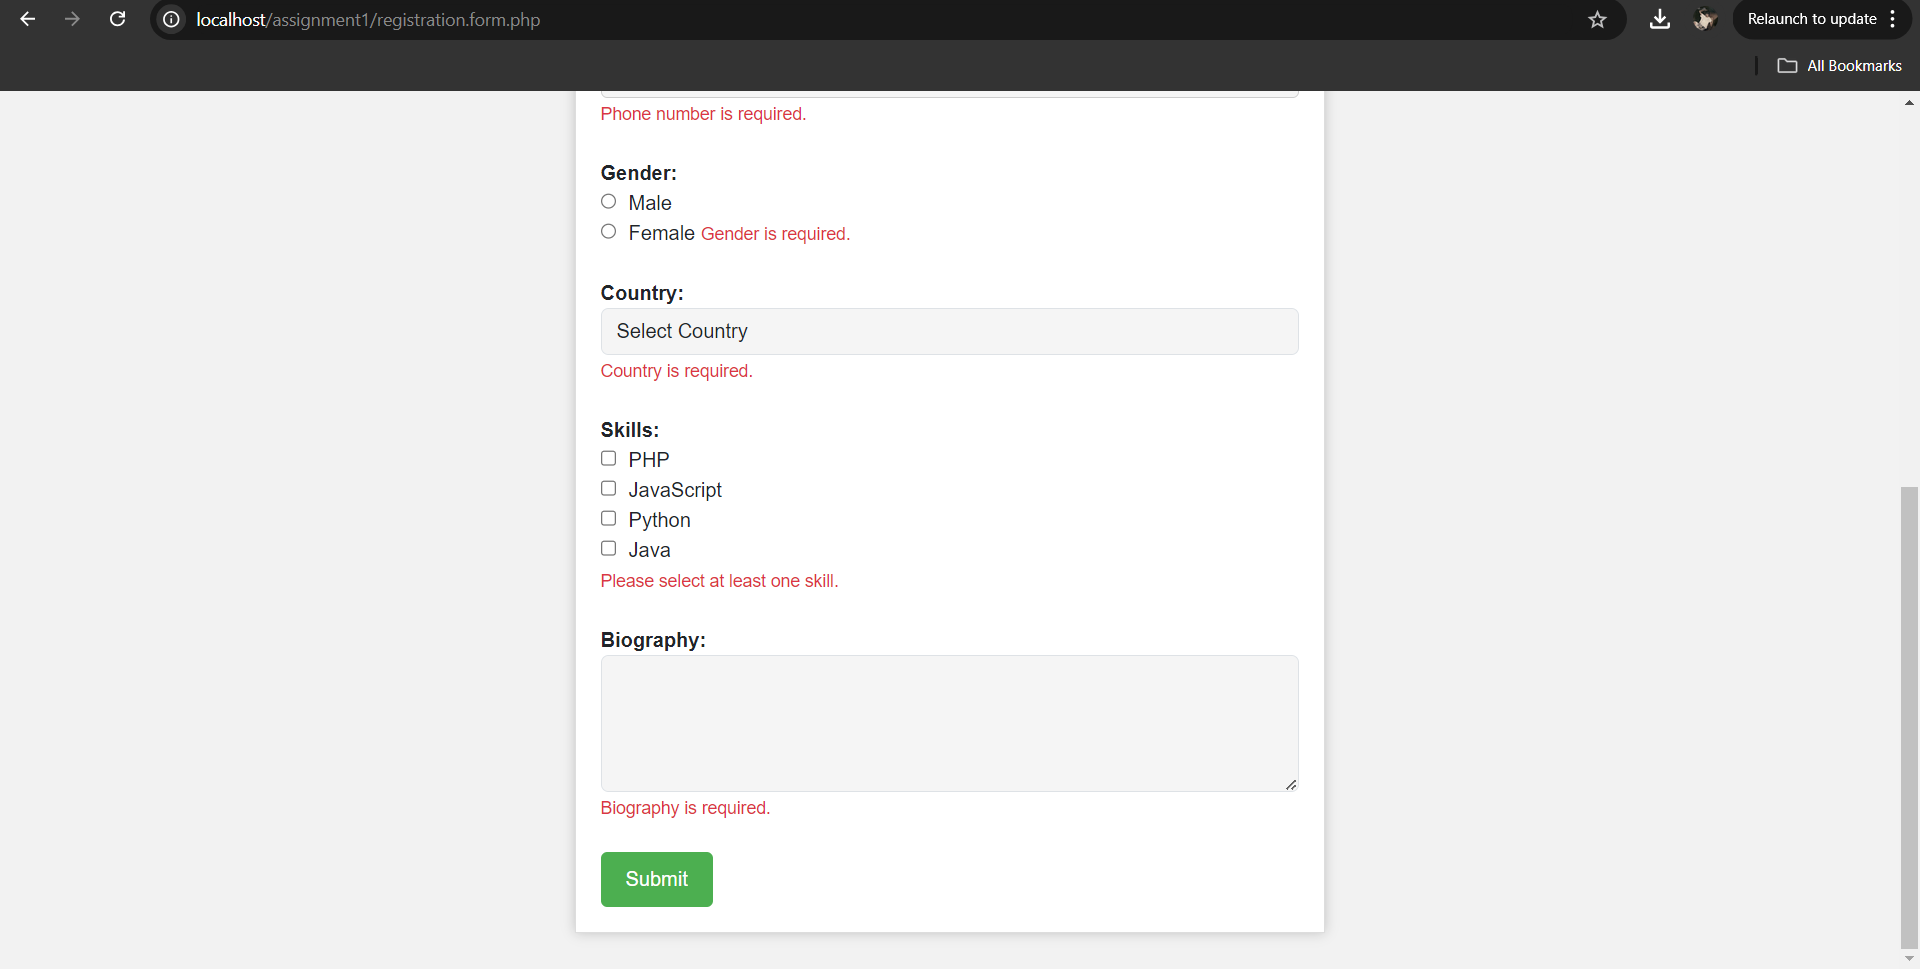 localhost/assignment1/registration.form.php
Relaunch to update
All Bookmarks
Phone number is required.
Gender:
Male
Female Gender is required.
Country:
Select Country
Country is required.
Skills:
PHP
JavaScript
Python
Java
Please select at least one skill.
Biography:
Biography is required.
Submit